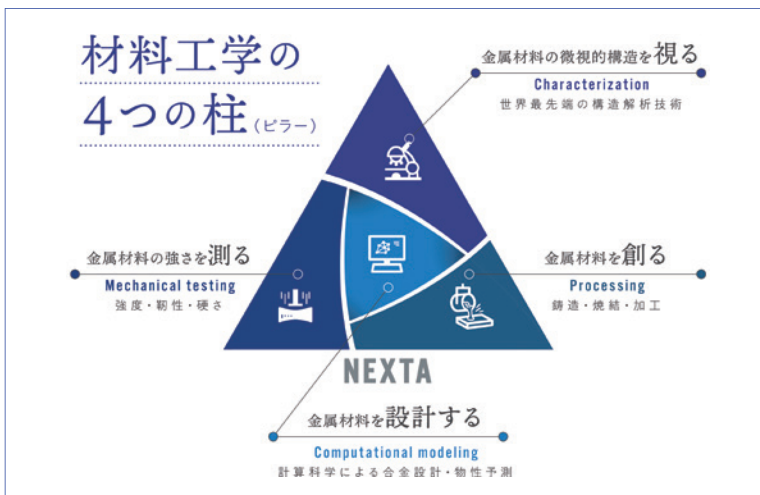 材料工学の
4つの柱(ピラー)
金属材料の微視的構造を視る
Characterization
世界最先端の構造解析技術
金属材料の強さを測る
Mechanical testing
強度・靭性・硬さ
金属材料を創る
Processing
鋳造・焼結・加工
NEXTA
金属材料を設計する
Computational modeling
計算科学による合金設計・物性予測